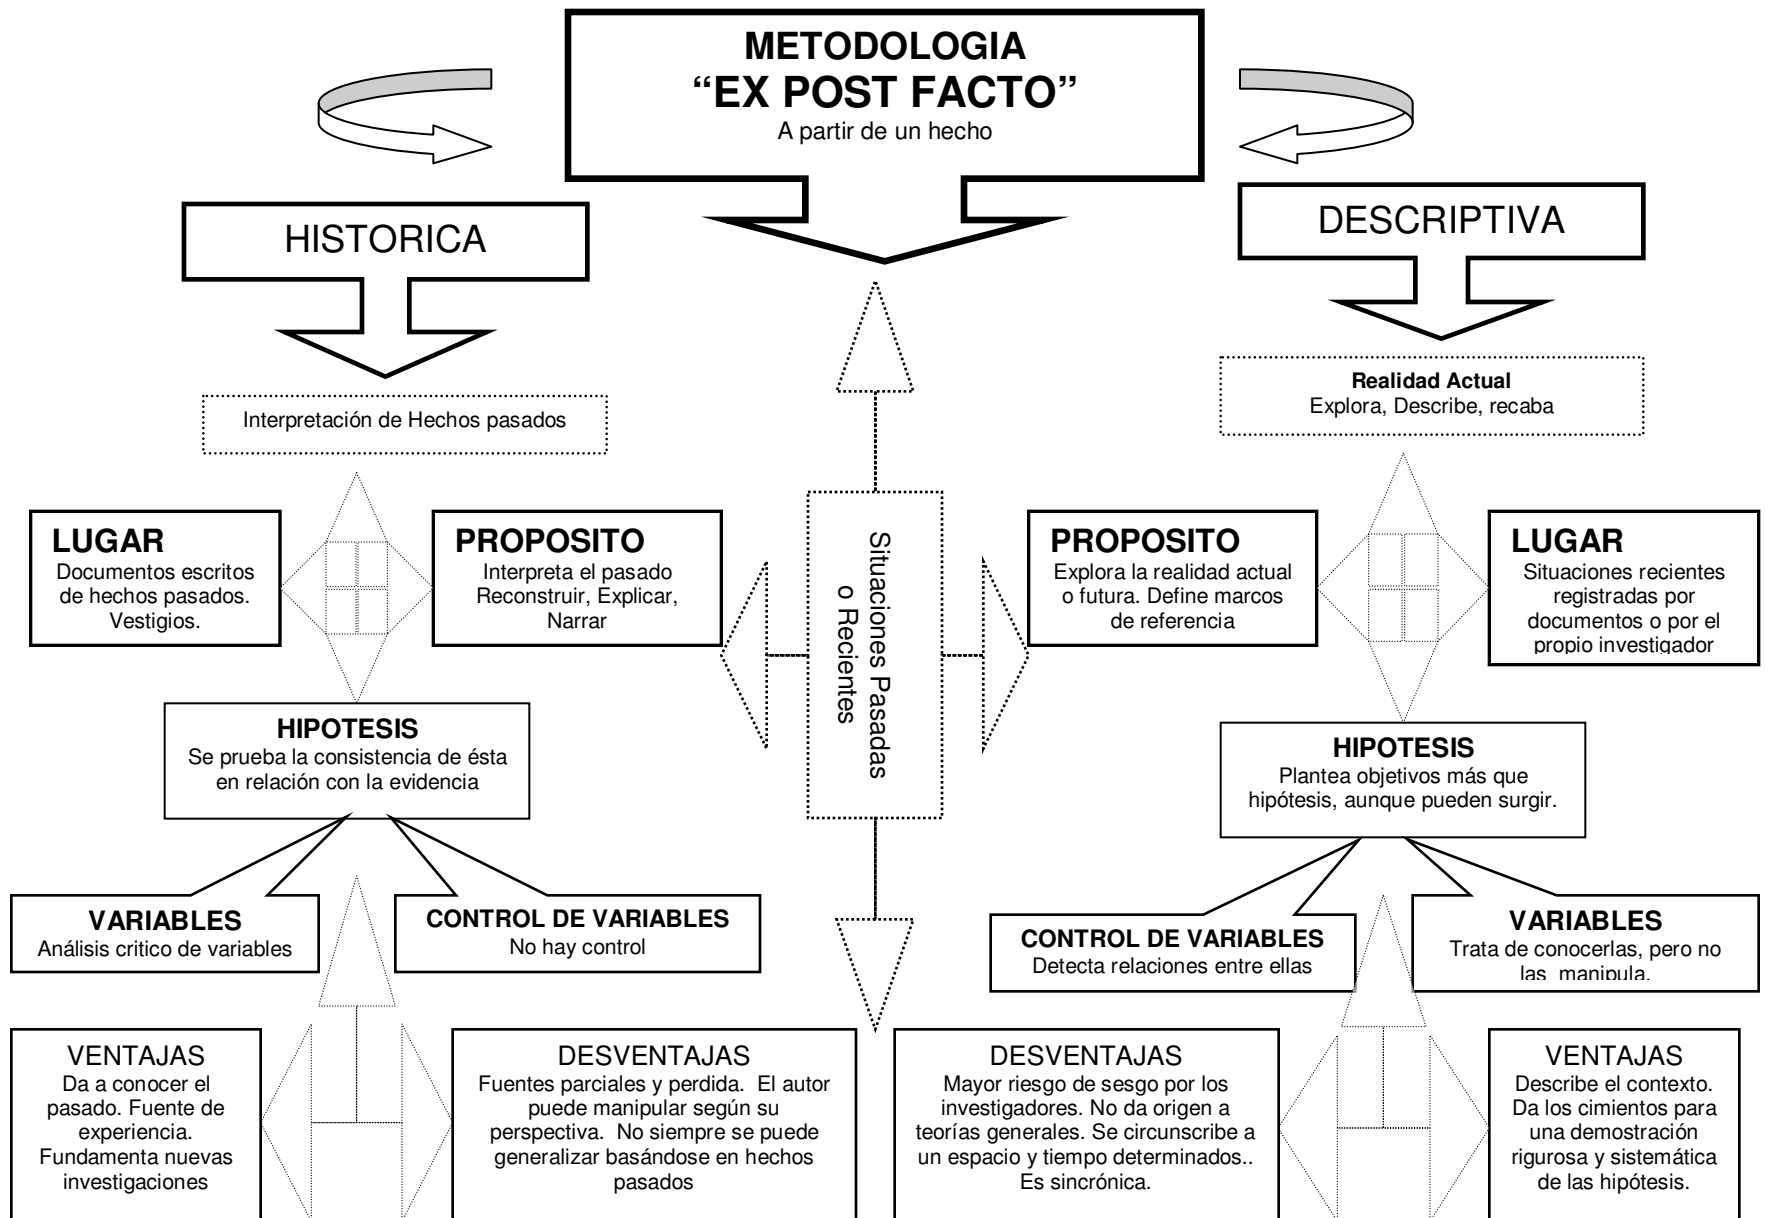 METODOLOGIA
“EX POST FACTO”
A partir de un hecho
HISTORICA
DESCRIPTIVA
Interpretación de Hechos pasados
Realidad Actual
Explora, Describe, recaba
LUGAR
Documentos escritos
de hechos pasados.
Vestigios.
PROPOSITO
Interpreta el pasado
Reconstruir, Explicar,
Narrar
Situaciones Pasadas
o Recientes
PROPOSITO
Explora la realidad actual
o futura. Define marcos
de referencia
LUGAR
Situaciones recientes
registradas por
documentos o por el
propio investigador
HIPOTESIS
Se prueba la consistencia de ésta
en relación con la evidencia
HIPOTESIS
Plantea objetivos más que
hipótesis, aunque pueden surgir.
VARIABLES
Análisis critico de variables
CONTROL DE VARIABLES
No hay control
CONTROL DE VARIABLES
Detecta relaciones entre ellas
VARIABLES
Trata de conocerlas, pero no
las  manipula.
VENTAJAS
Da a conocer el
pasado. Fuente de
experiencia.
Fundamenta nuevas
investigaciones
DESVENTAJAS
Fuentes parciales y perdida.  El autor
puede manipular según su
perspectiva.  No siempre se puede
generalizar basándose en hechos
pasados
DESVENTAJAS
Mayor riesgo de sesgo por los
investigadores. No da origen a
teorías generales. Se circunscribe a
un espacio y tiempo determinados..
Es sincrónica.
VENTAJAS
Describe el contexto.
Da los cimientos para
una demostración
rigurosa y sistemática
de las hipótesis.